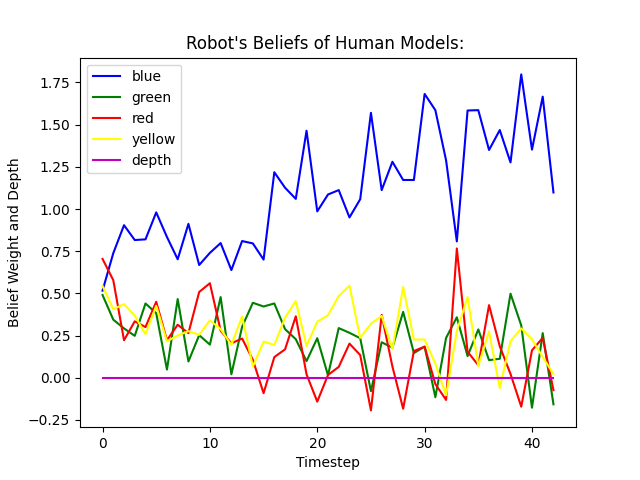 Robot's Beliefs of Human Models:
blue
green
red
yellow
depth
Belief Weight and Depth
1.75
1.50
1.25
1.00
0.75
0.50
0.25
0.00
−0.25
0 10 20 30 40
Timestep